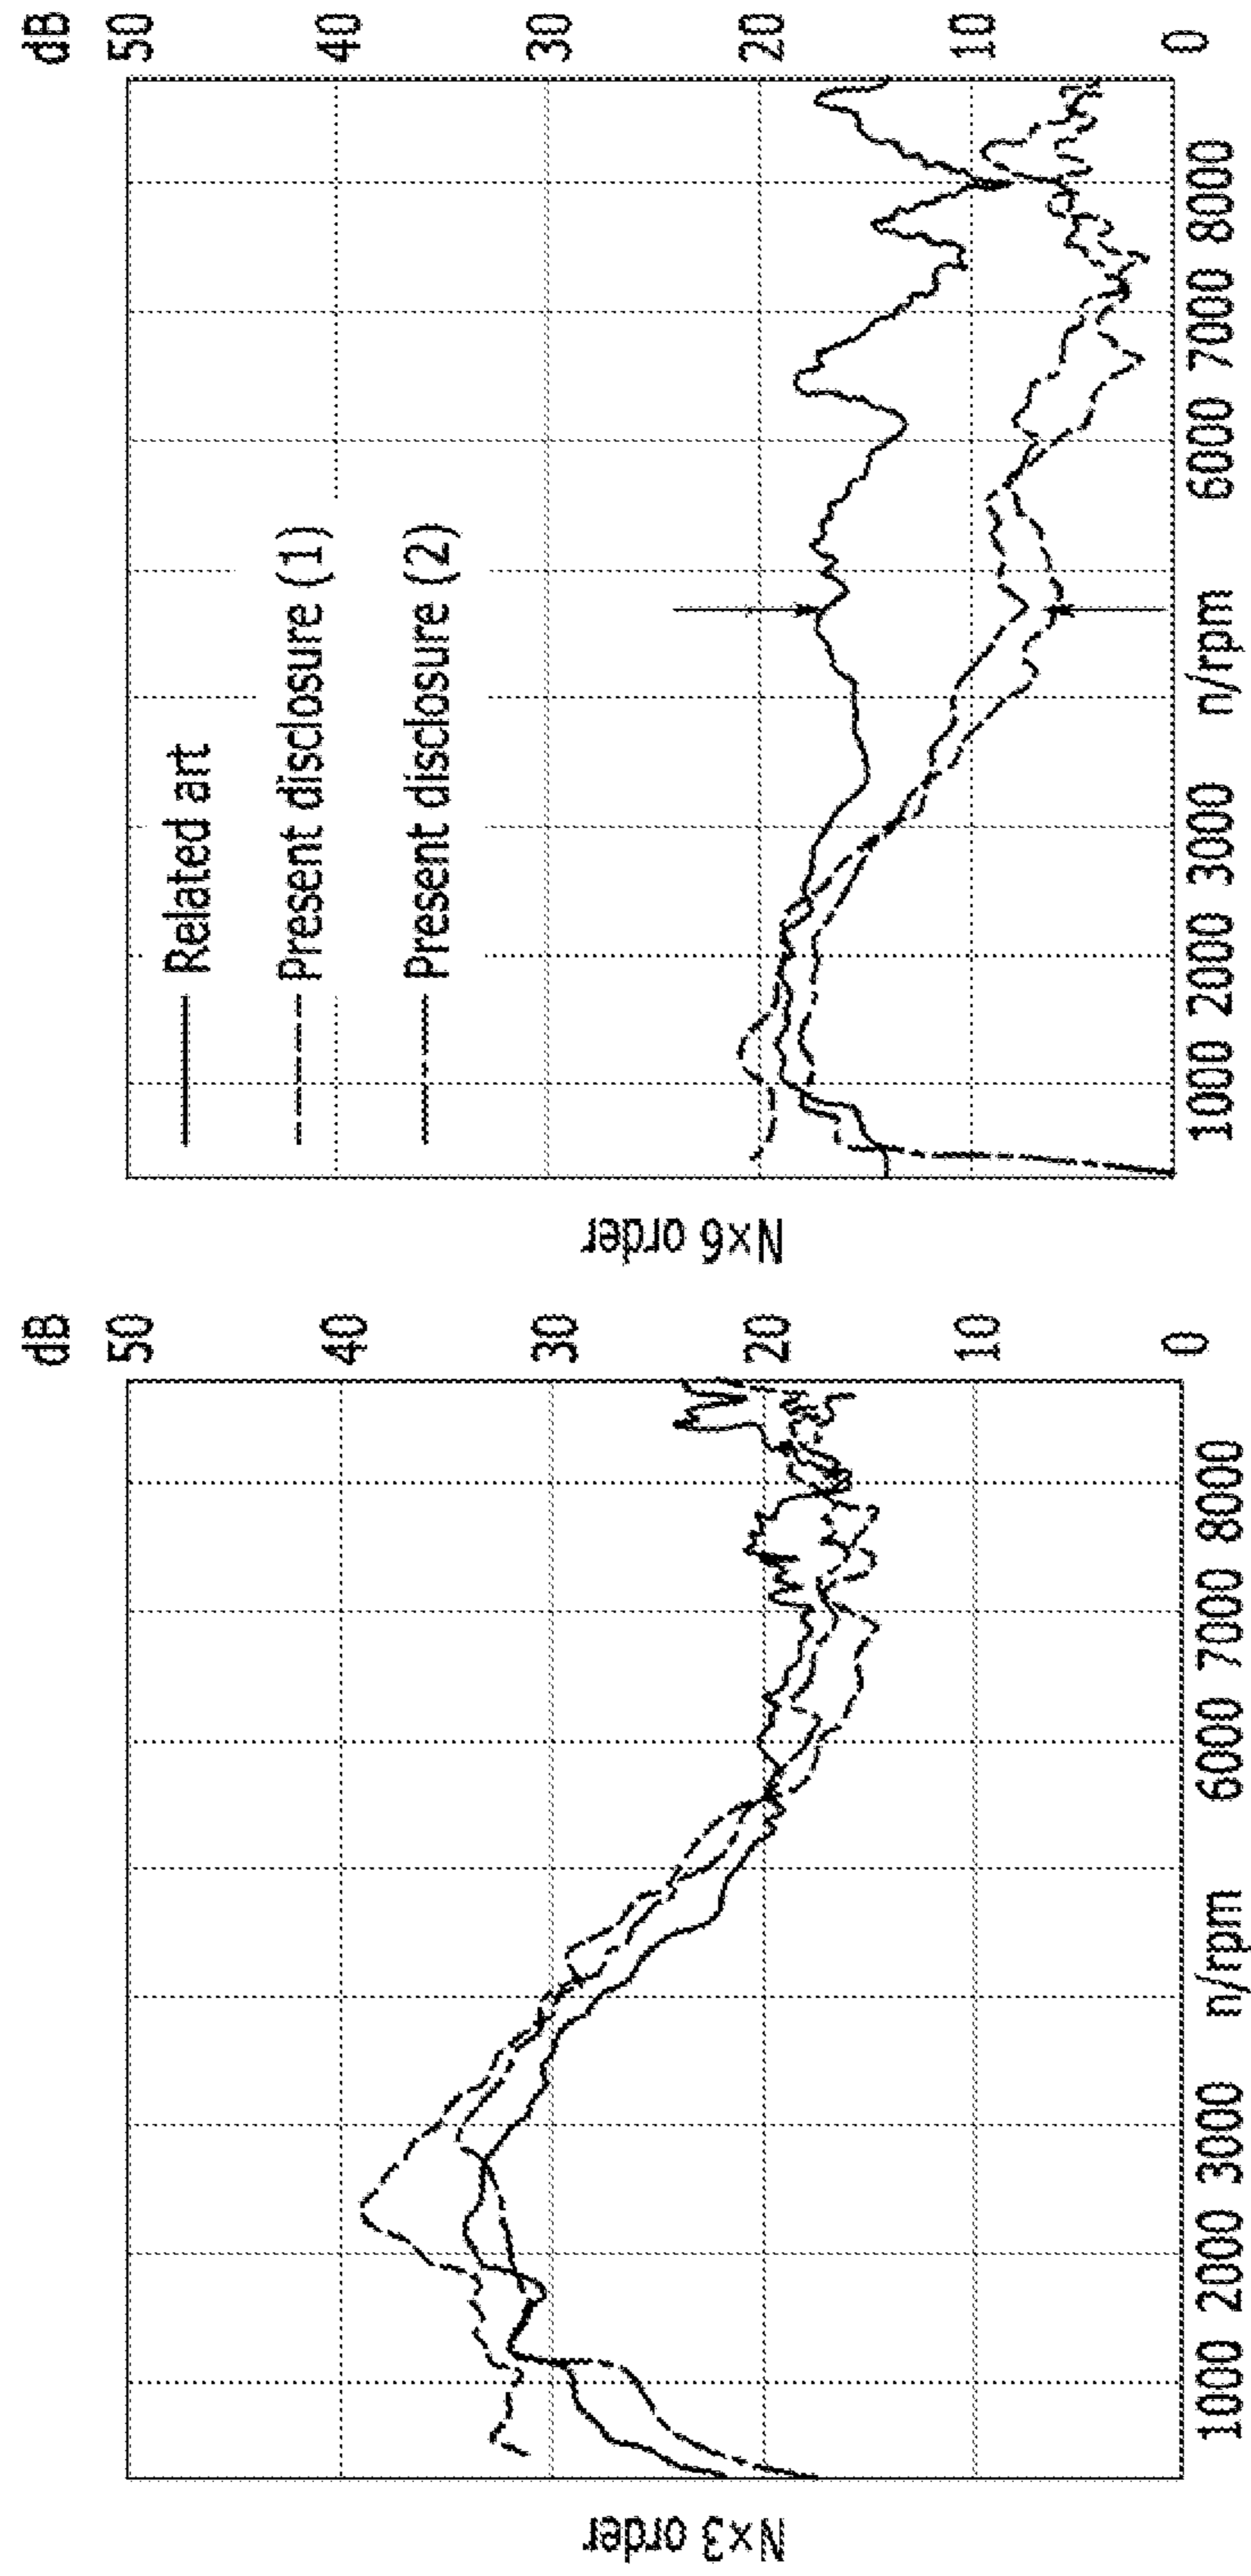 N×3 order
dB
50
40
30
20
10
0
1000 2000 3000 n/rpm 6000 7000 8000
N×6 order
dB
50
40
30
20
10
0
Related art
Present disclosure (1)
Present disclosure (2)
1000 2000 3000 n/rpm 6000 7000 8000